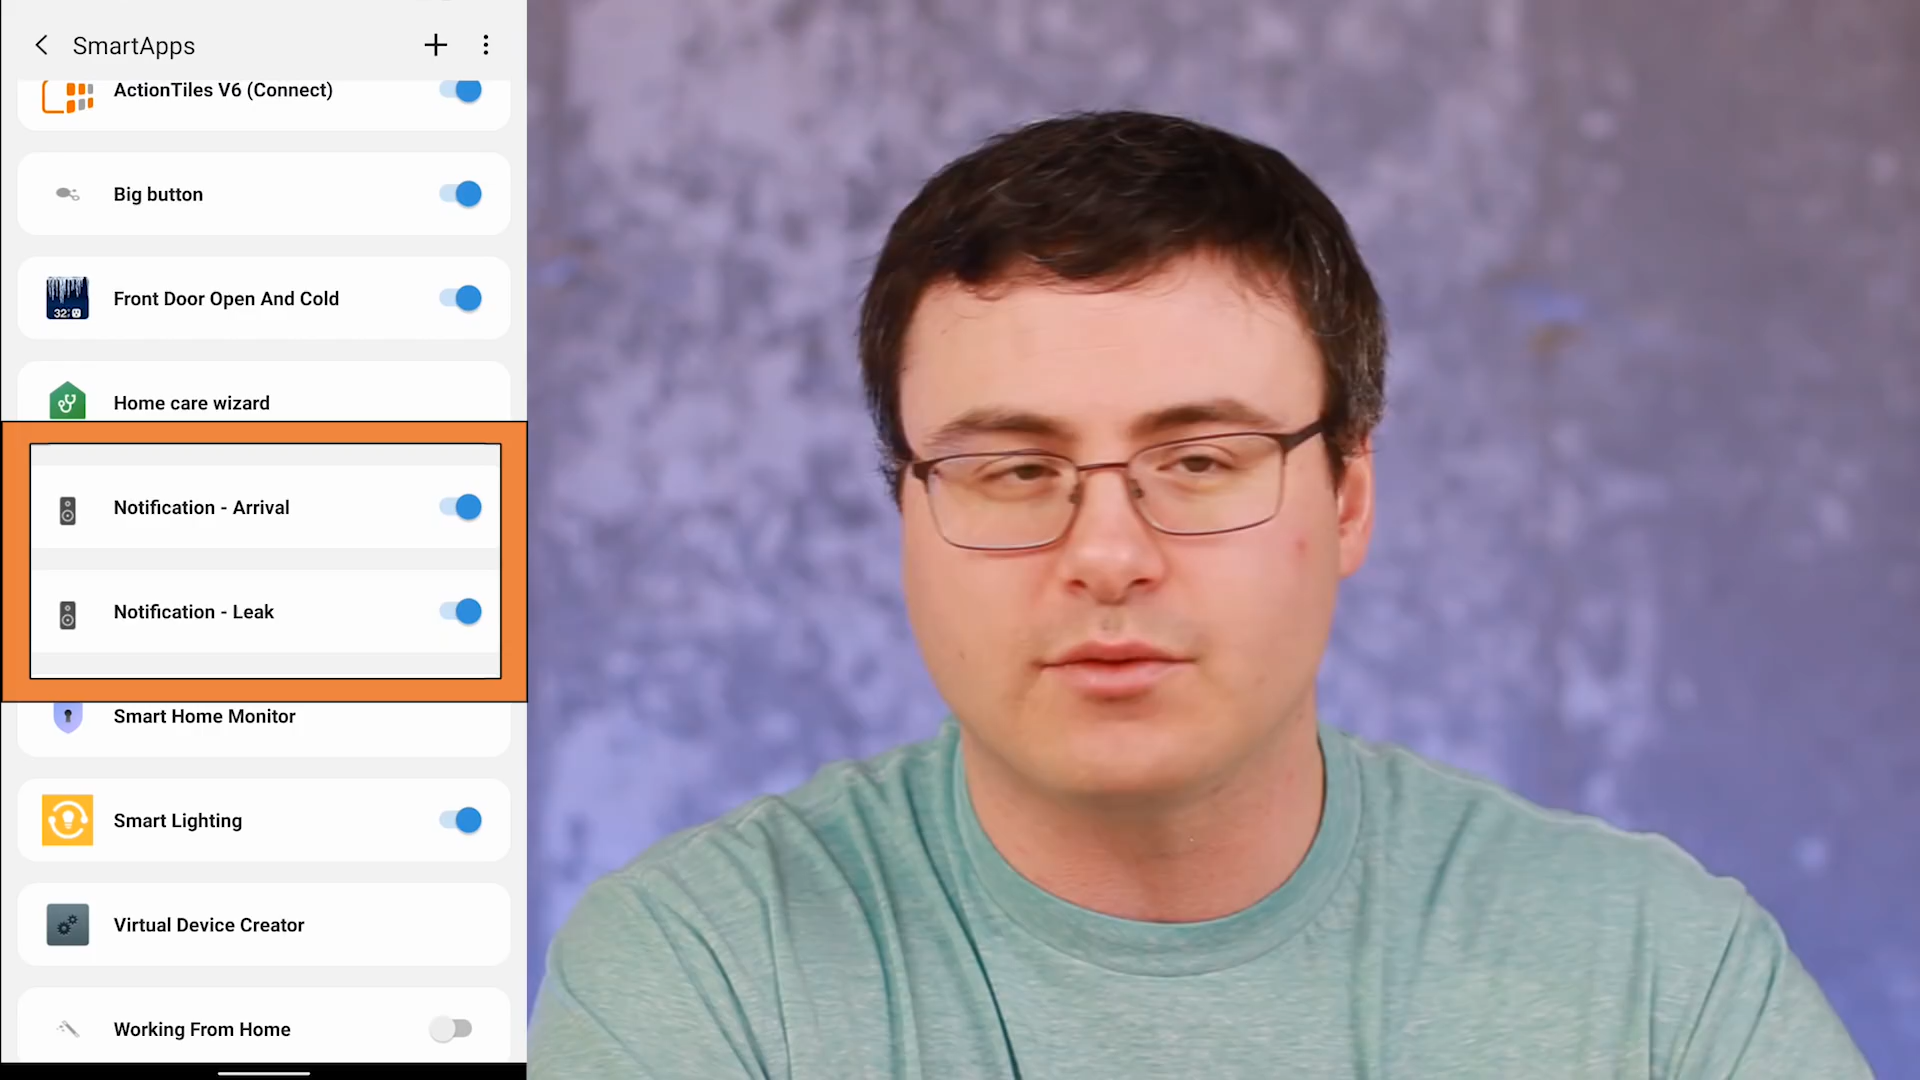 SmartApps
ActionTiles V6 (Connect)
Big button
32°
Front Door Open And Cold
Home care wizard
Notification - Arrival
Notification - Leak
Smart Home Monitor
Smart Lighting
Virtual Device Creator
Working From Home